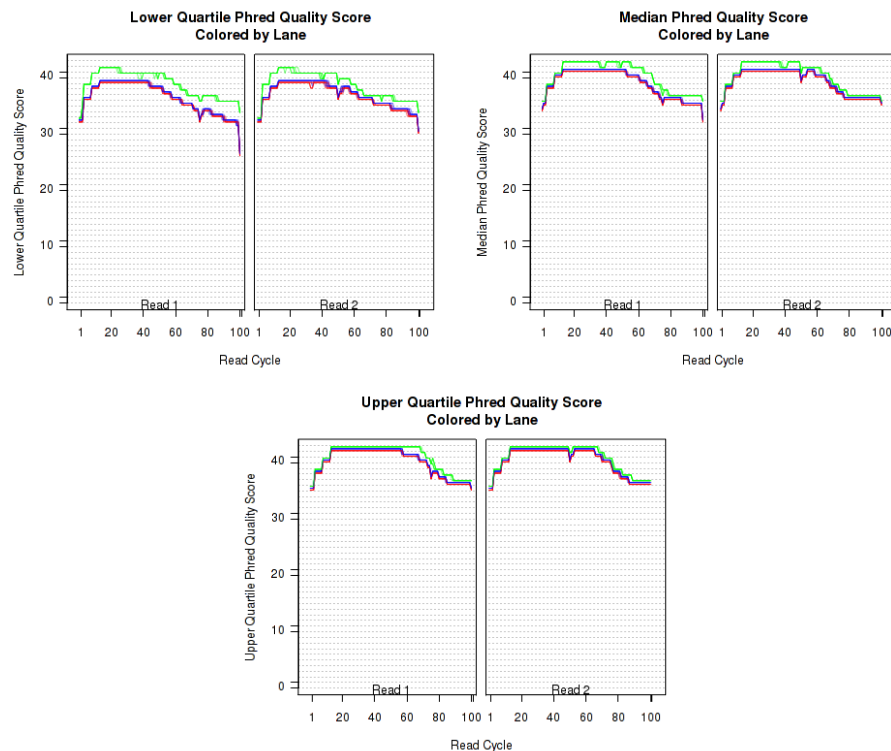 Lower Quartile Phred Quality Score
Colored by Lane
Lower Quartile Phred Quality Score
40
30
20
10
0
Read 1
Read 2
1 20 40 60 80 100
1 20 40 60 80 100
Read Cycle
Median Phred Quality Score
Colored by Lane
Median Phred Quality Score
40
30
20
10
0
Read 1
Read 2
1 20 40 60 80 100
1 20 40 60 80 100
Read Cycle
Upper Quartile Phred Quality Score
Colored by Lane
Upper Quartile Phred Quality Score
40
30
20
10
0
Read 1
Read 2
1 20 40 60 80 100
1 20 40 60 80 100
Read Cycle